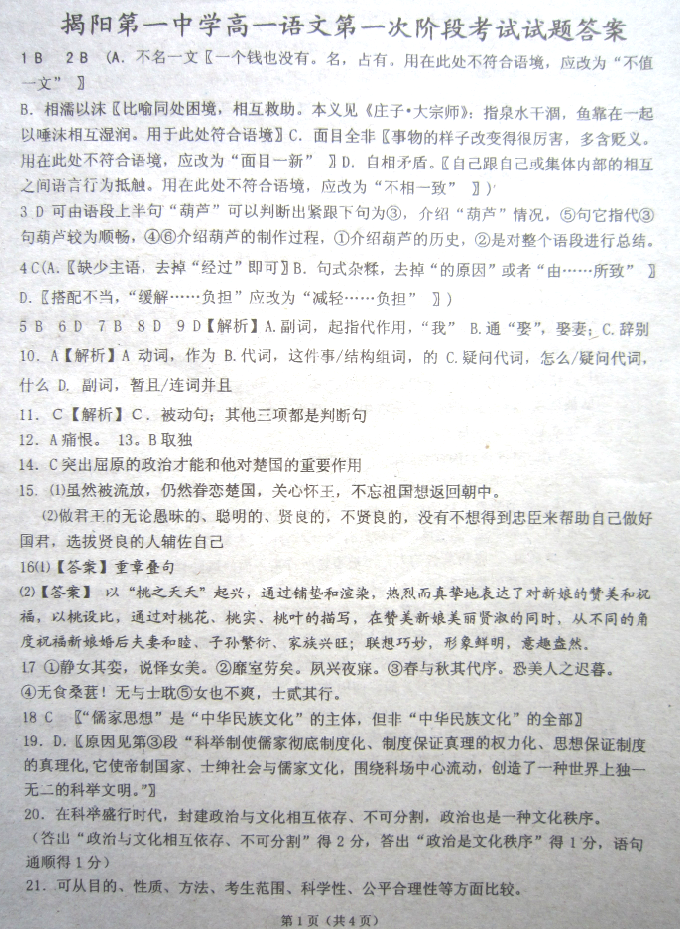 揭阳第一中学高一语文第一次阶段考试试题答案
1 B　2 B　(A．不名一文〖一个钱也没有。名，占有，用在此处不符合语境，应改为“不值
一文”　〗
B．相濡以沫〖比喻同处困境，相互救助。本义见《庄子•大宗师》：指泉水干涸，鱼靠在一起
以唾沫相互湿润。用于此处符合语境〗C．面目全非〖事物的样子改变得很厉害，多含贬义。
用在此处不符合语境，应改为“面目一新”　〗D．自相矛盾。〖自己跟自己或集体内部的相互
之间语言行为抵触。用在此处不符合语境，应改为“不相一致”　〗)
3 D 可由语段上半句“葫芦”可以判断出紧跟下句为③，介绍“葫芦”情况，⑤句它指代③
句葫芦较为顺畅，④⑥介绍葫芦的制作过程，①介绍葫芦的历史，②是对整个语段进行总结。
4 C(A.〖缺少主语，去掉“经过”即可〗B．句式杂糅，去掉“的原因”或者“由……所致”　〗
D.〖搭配不当，“缓解……负担”应改为“减轻……负担”　〗)
5 B　6 D　7 B　8 D　9 D【解析】A.副词，起指代作用，“我”　B.通“娶”，娶妻；C.辞别
10．A【解析】A 动词，作为　B.代词，这件事/结构组词，的　C.疑问代词，怎么/疑问代词，
什么　D．副词，暂且/连词并且
11．C【解析】C．被动句；其他三项都是判断句
12．A痛恨。　13。B取独
14．C突出屈原的政治才能和他对楚国的重要作用
15．⑴虽然被流放，仍然眷恋楚国，关心怀王，不忘祖国想返回朝中。
⑵做君王的无论愚昧的、聪明的、贤良的，不贤良的，没有不想得到忠臣来帮助自己做好
国君，选拔贤良的人辅佐自己
16⑴【答案】重章叠句
⑵【答案】　以“桃之夭夭”起兴，通过铺垫和渲染，热烈而真挚地表达了对新娘的赞美和祝
福，以桃设比，通过对桃花、桃实、桃叶的描写，在赞美新娘美丽贤淑的同时，从不同的角
度祝福新娘婚后夫妻和睦、子孙繁衍、家族兴旺；联想巧妙，形象鲜明，意趣盎然。
17 ①静女其娈，说怿女美。②靡室劳矣。夙兴夜寐。③春与秋其代序。恐美人之迟暮。
④无食桑葚！无与士耽⑤女也不爽，士贰其行。
18 C　〖“儒家思想”是“中华民族文化”的主体，但非“中华民族文化”的全部〗
19．D.〖原因见第③段“科举制使儒家彻底制度化、制度保证真理的权力化、思想保证制度
的真理化,它使帝制国家、士绅社会与儒家文化，围绕科场中心流动，创造了一种世界上独一
无二的科举文明。”〗
20．在科举盛行时代，封建政治与文化相互依存、不可分割，政治也是一种文化秩序。
（答出“政治与文化相互依存、不可分割”得 2 分，答出“政治是文化秩序”得 1 分，语句
通顺得 1 分）
21．可从目的、性质、方法、考生范围、科学性、公平合理性等方面比较。
第 1 页（共 4 页）